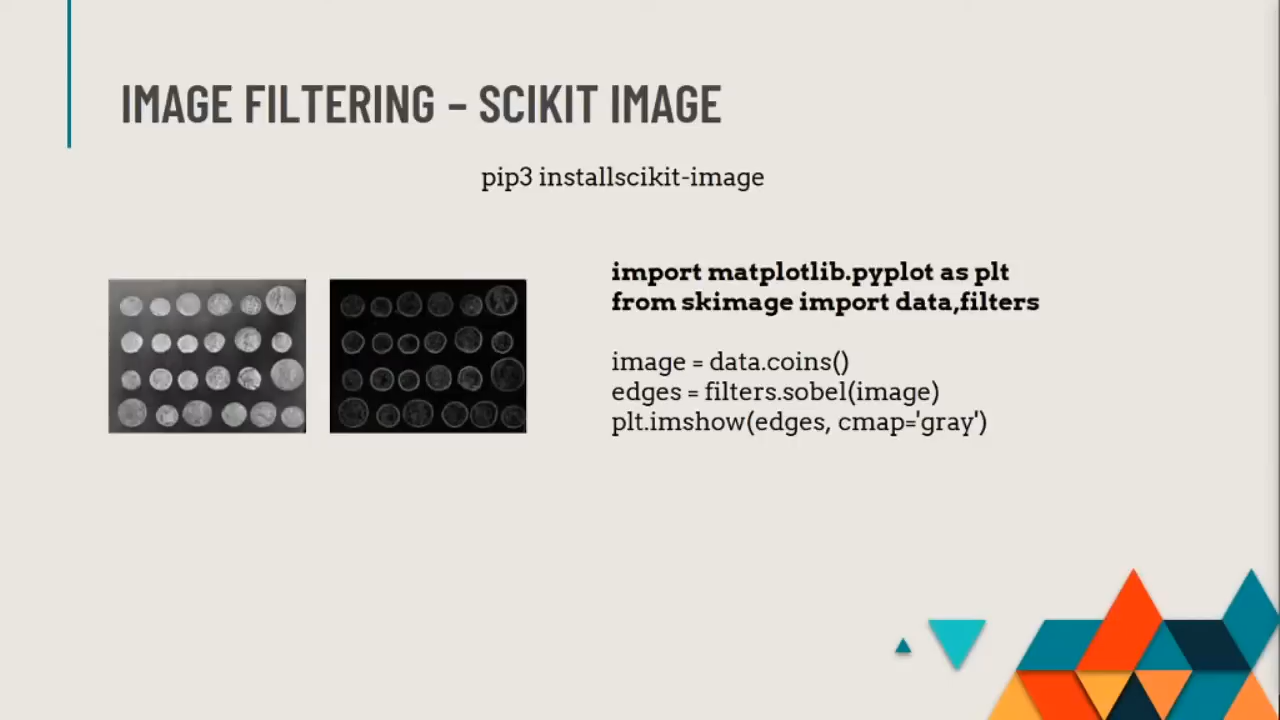 IMAGE FILTERING – SCIKIT IMAGE
pip3 installscikit-image
import matplotlib.pyplot as plt
from skimage import data,filters
image = data.coins()
edges = filters.sobel(image)
plt.imshow(edges, cmap='gray')